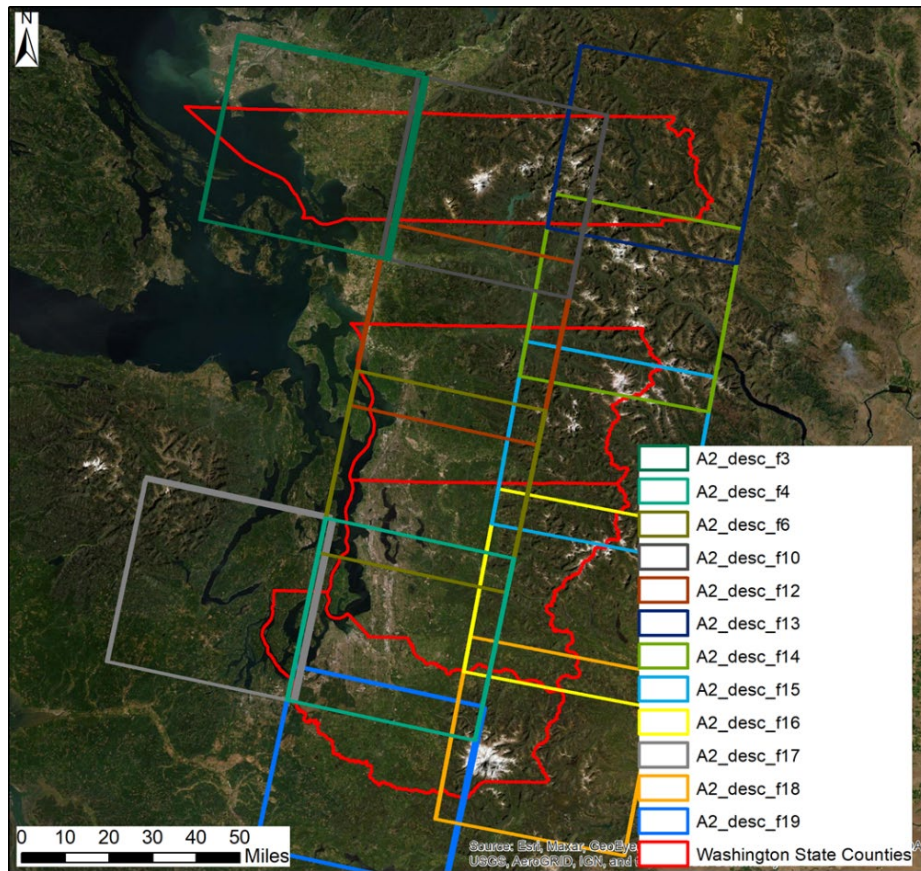 N
A2_desc_f3
A2_desc_f4
A2_desc_f6
A2_desc_f10
A2_desc_f12
A2_desc_f13
A2_desc_f14
A2_desc_f15
A2_desc_f16
A2_desc_f17
A2_desc_f18
A2_desc_f19
Washington State Counties
0 10 20 30 40 50
Miles
Source: Esri, Maxar, GeoEye
USGS, AeroGRID, IGN, and